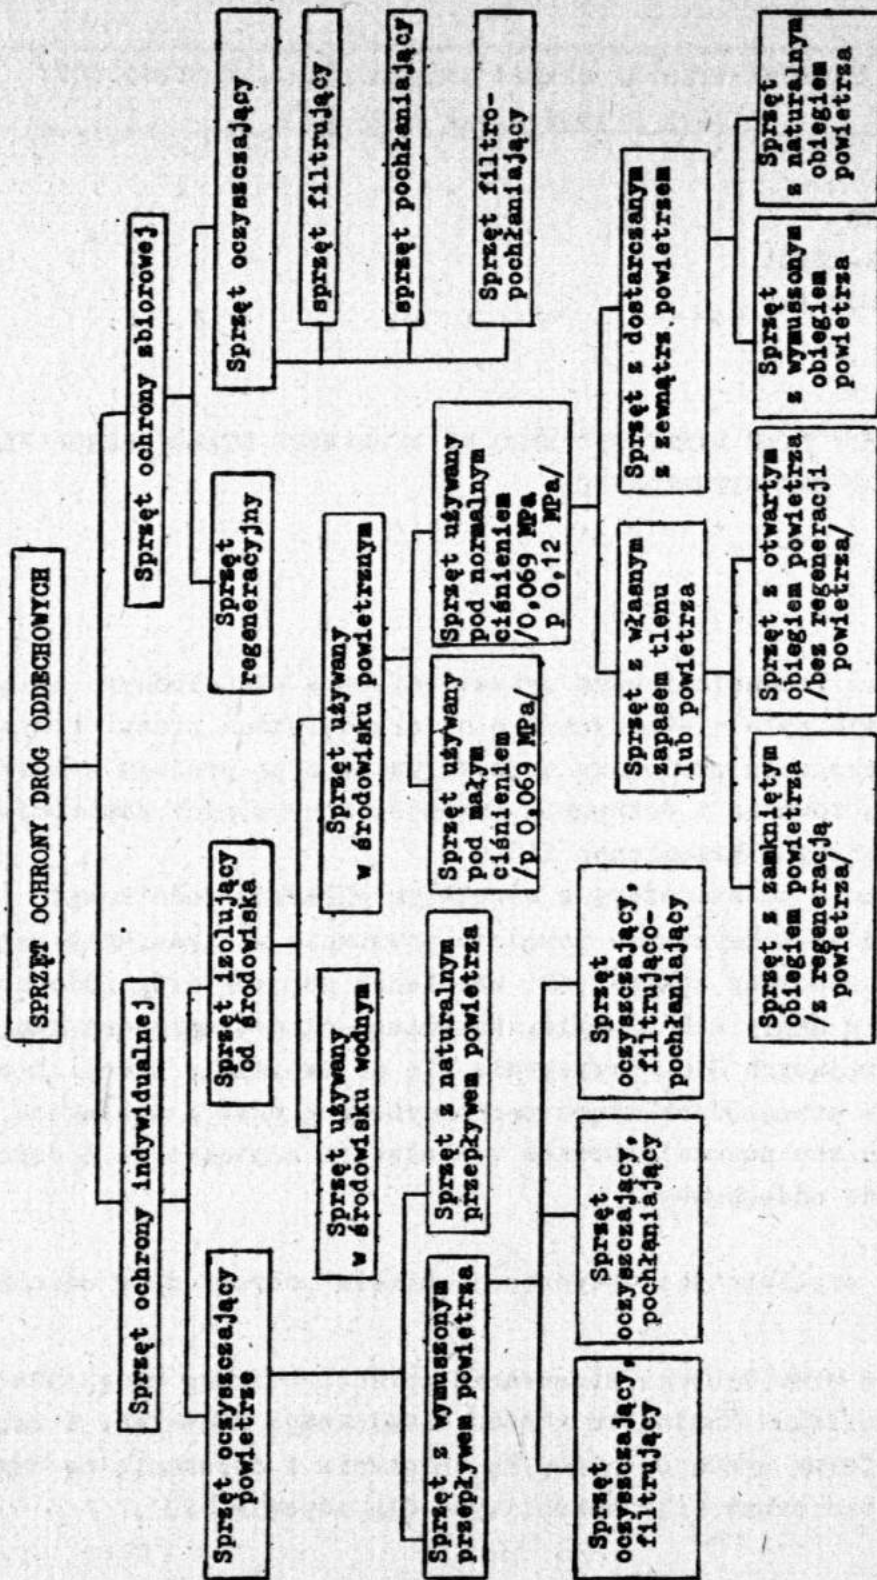 SPRZĘT OCHRONY DRÓG ODDECHOWYCH
Sprzęt ochrony indywidualnej
Sprzęt ochrony zbiorowej
Sprzęt oczyszczający
powietrze
Sprzęt izolujący
od środowiska
Sprzęt
regeneracyjny
Sprzęt oczyszczający
sprzęt filtrujący
sprzęt pochłaniający
Sprzęt filtro-
pochłaniający
Sprzęt używany
w środowisku wodnym
Sprzęt używany
w środowisku powietrznym
Sprzęt z wymuszonym
przepływem powietrza
Sprzęt z naturalnym
przepływem powietrza
Sprzęt używany
pod małym
ciśnieniem
/p 0,069 MPa/
Sprzęt używany
pod normalnym
ciśnieniem
/0,069 MPa
p 0,12 MPa/
Sprzęt
oczyszczający,
filtrujący
Sprzęt
oczyszczający,
pochłaniający
Sprzęt
oczyszczający,
filtrująco-
pochłaniający
Sprzęt z własnym
zapasem tlenu
lub powietrza
Sprzęt z dostarczanym
z zewnątrz powietrzem
Sprzęt z zamkniętym
obiegiem powietrza
/z regeneracją
powietrza/
Sprzęt z otwartym
obiegiem powietrza
/bez regeneracji
powietrza/
Sprzęt
z wymuszonym
obiegiem
powietrza
Sprzęt
z naturalnym
obiegiem
powietrza